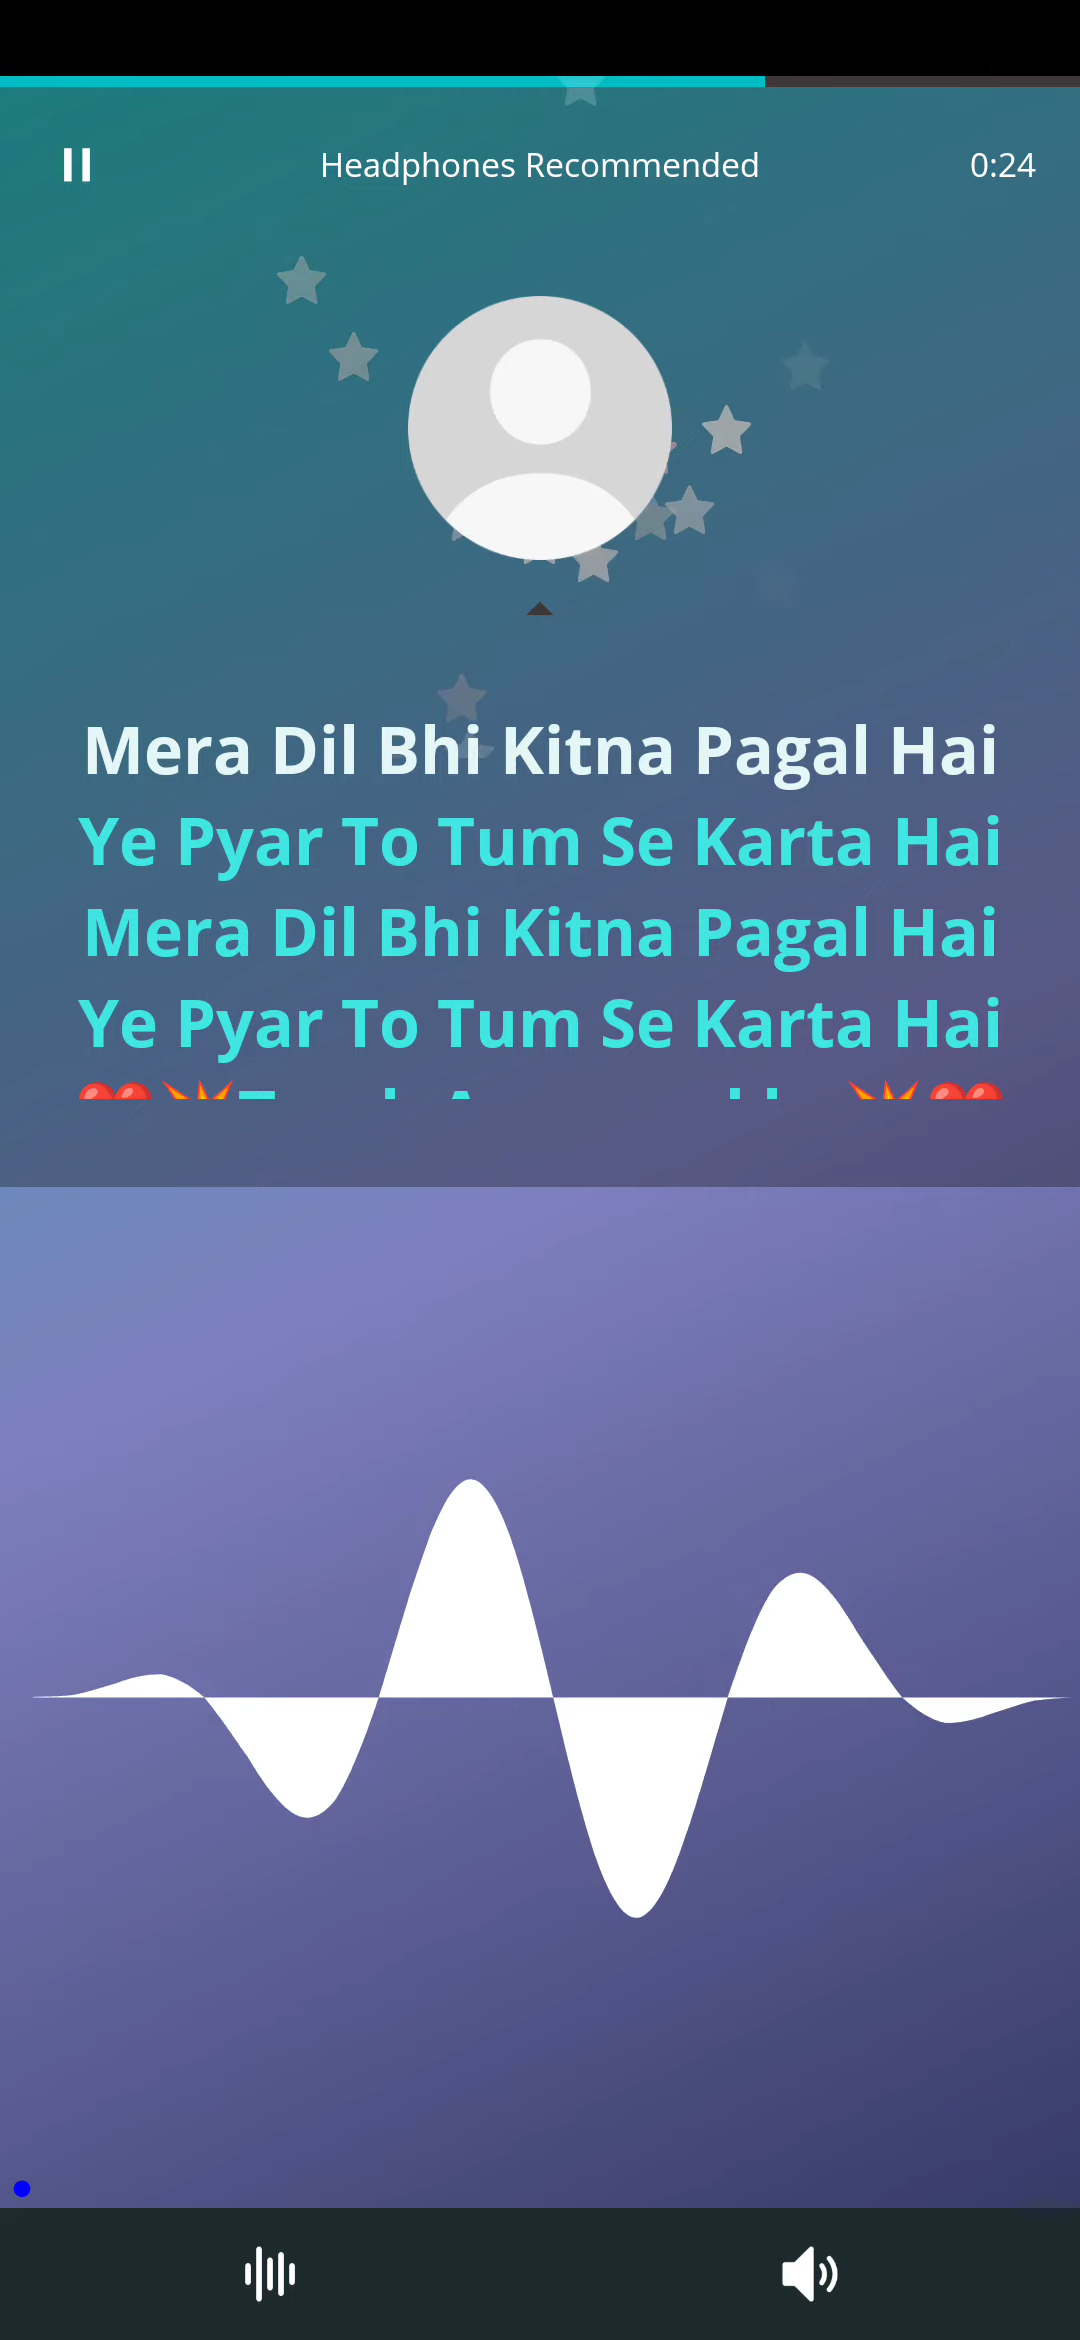 Headphones Recommended
0:24
Mera Dil Bhi Kitna Pagal Hai
Ye Pyar To Tum Se Karta Hai
Mera Dil Bhi Kitna Pagal Hai
Ye Pyar To Tum Se Karta Hai